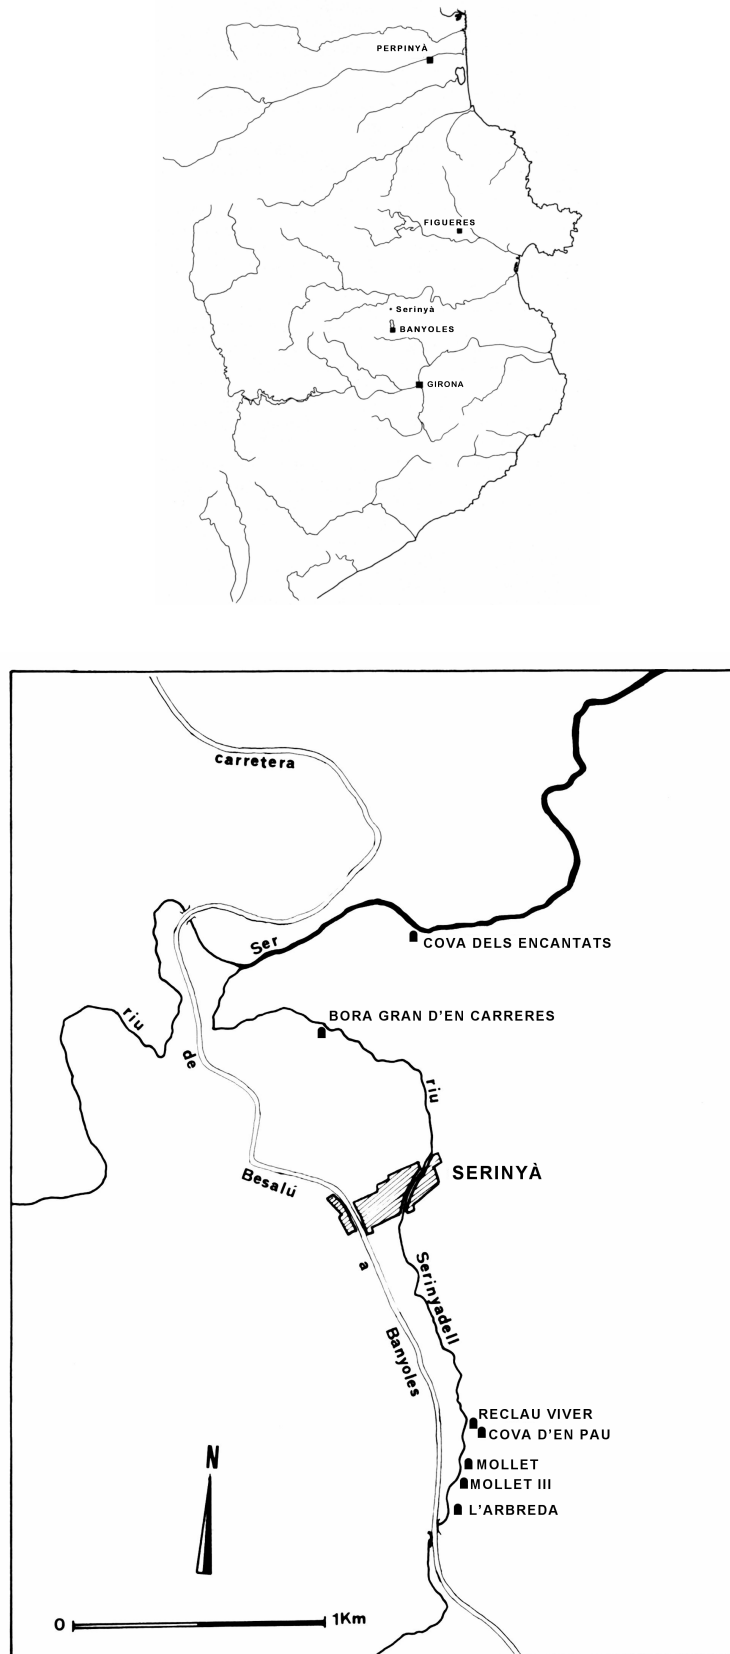 PERPINYÀ
FIGUERES
Serinyà
BANYOLES
GIRONA
carretera
Ser
COVA DELS ENCANTATS
riu
BORA GRAN D'EN CARRERES
de
riu
Besalú
SERINYÀ
a
Serinyadell
Banyoles
RECLAU VIVER
COVA D'EN PAU
MOLLET
MOLLET III
L'ARBREDA
N
0 1Km